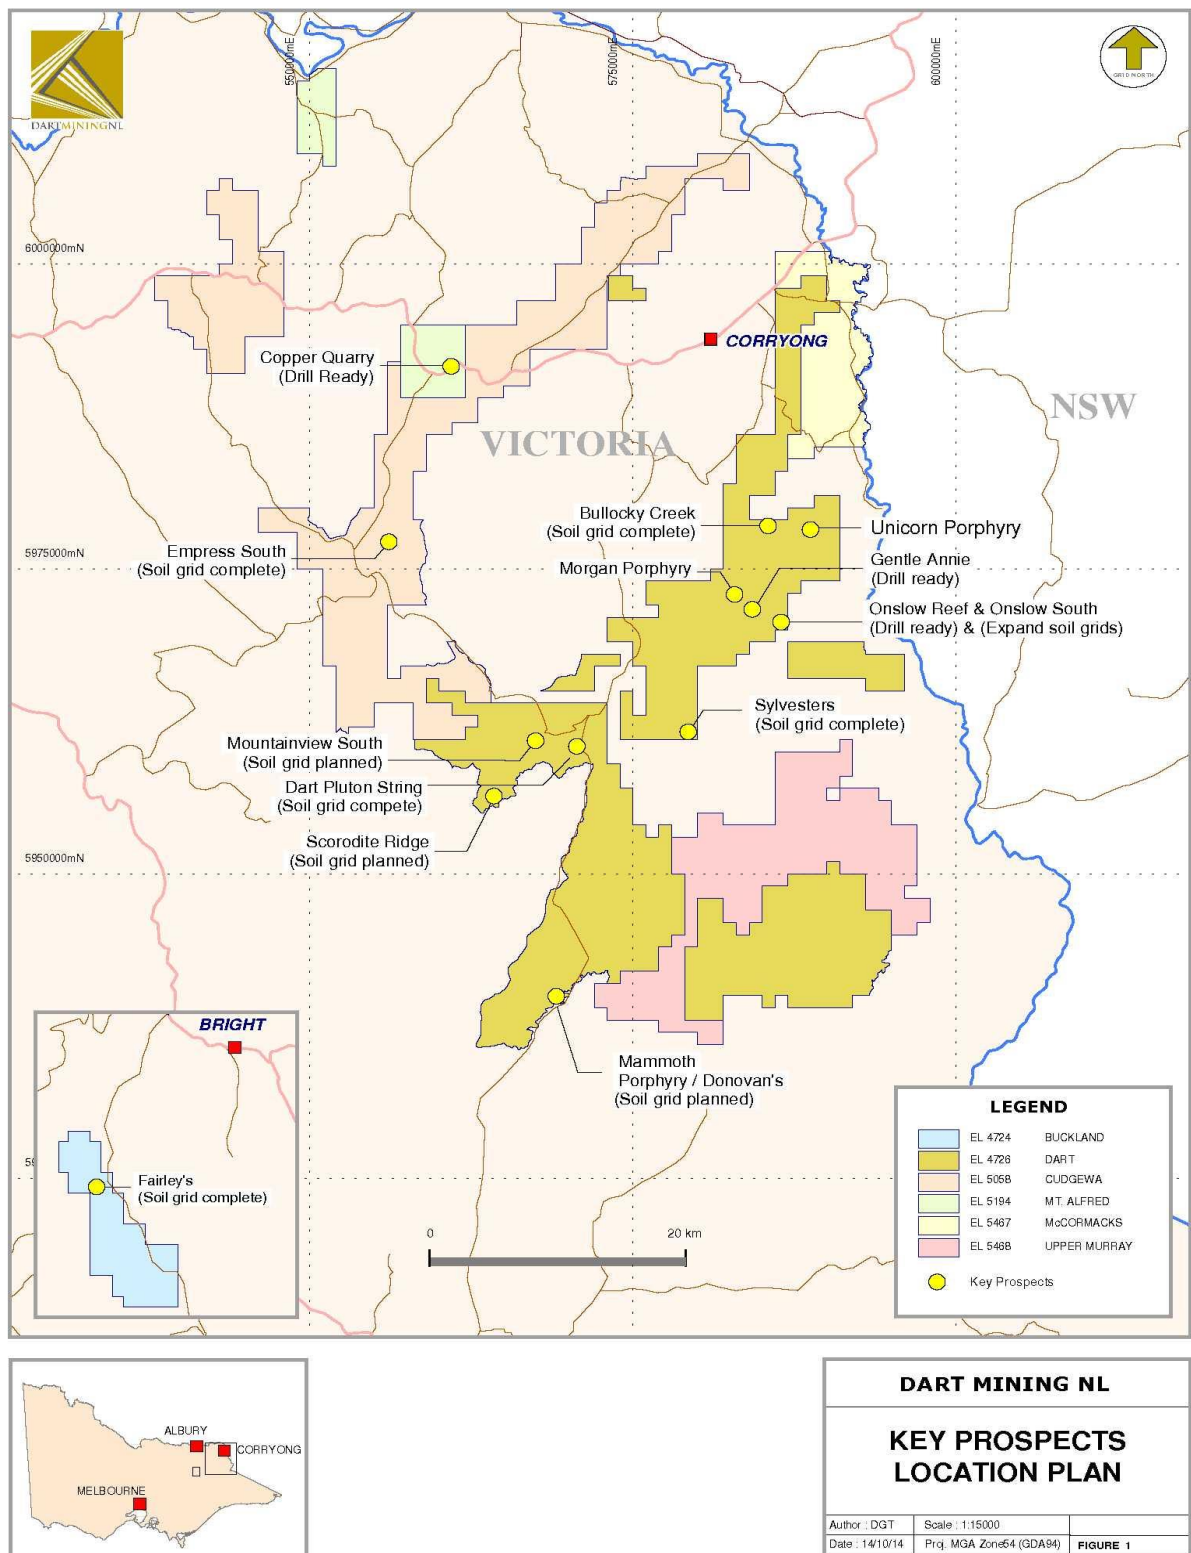 DARTMININGNL
550000mE
575000mE
600000mE
GRID NORTH
6000000mN
Copper Quarry
(Drill Ready)
CORRYONG
NSW
VICTORIA
Bullocky Creek
(Soil grid complete)
Unicorn Porphyry
Empress South
(Soil grid complete)
5975000mN
Morgan Porphyry
Gentle Annie
(Drill ready)
Onslow Reef & Onslow South
(Drill ready) & (Expand soil grids)
Sylvesters
(Soil grid complete)
Mountainview South
(Soil grid planned)
Dart Pluton String
(Soil grid compete)
Scorodite Ridge
(Soil grid planned)
5950000mN
BRIGHT
Mammoth
Porphyry / Donovan's
(Soil grid planned)
59
Fairley's
(Soil grid complete)
0 20 km
LEGEND
EL 4724 BUCKLAND
EL 4726 DART
EL 5058 CUDGEWA
EL 5194 MT. ALFRED
EL 5467 McCORMACKS
EL 5468 UPPER MURRAY
Key Prospects
ALBURY
CORRYONG
MELBOURNE
DART MINING NL
KEY PROSPECTS
LOCATION PLAN
Author : DGT Scale : 1:15000
Date : 14/10/14 Proj. MGA Zone54 (GDA94) FIGURE 1